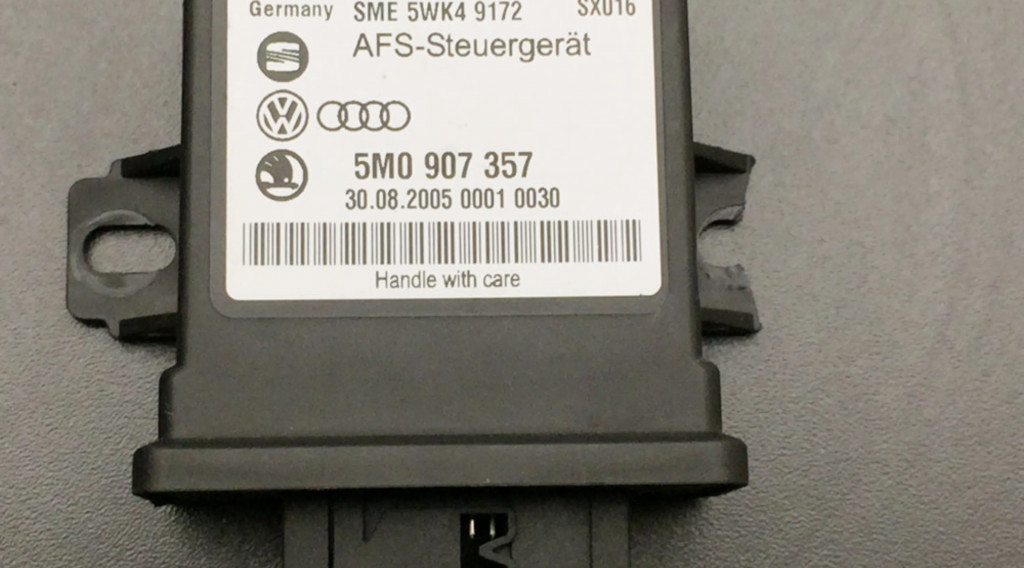 Germany SME 5WK4 9172 SX016
AFS-Steuergerät
5M0 907 357
30.08.2005 0001 0030
Handle with care